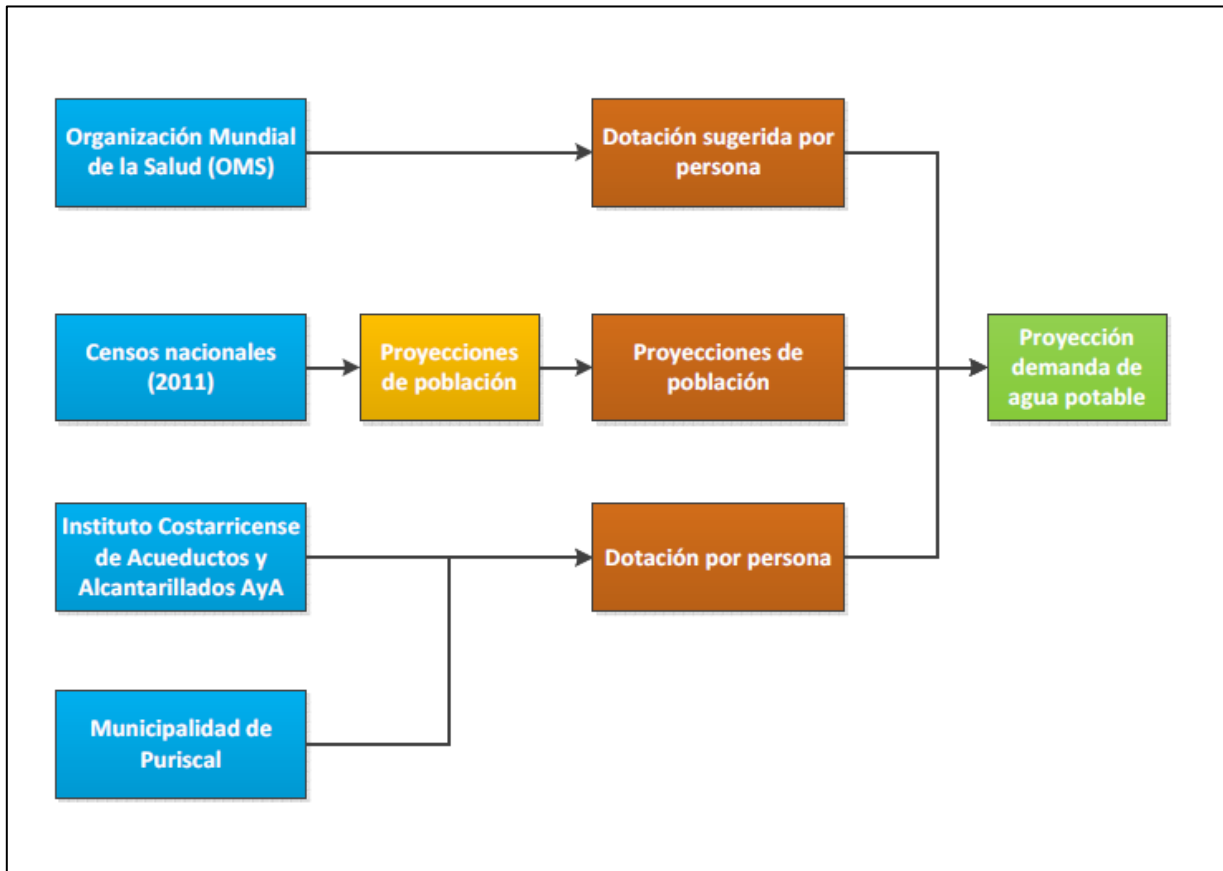 Organización Mundial
de la Salud (OMS)
Dotación sugerida por
persona
Censos nacionales
(2011)
Proyecciones
de población
Proyecciones de
población
Proyección
demanda de
agua potable
Instituto Costarricense
de Acueductos y
Alcantarillados AyA
Dotación por persona
Municipalidad de
Puriscal